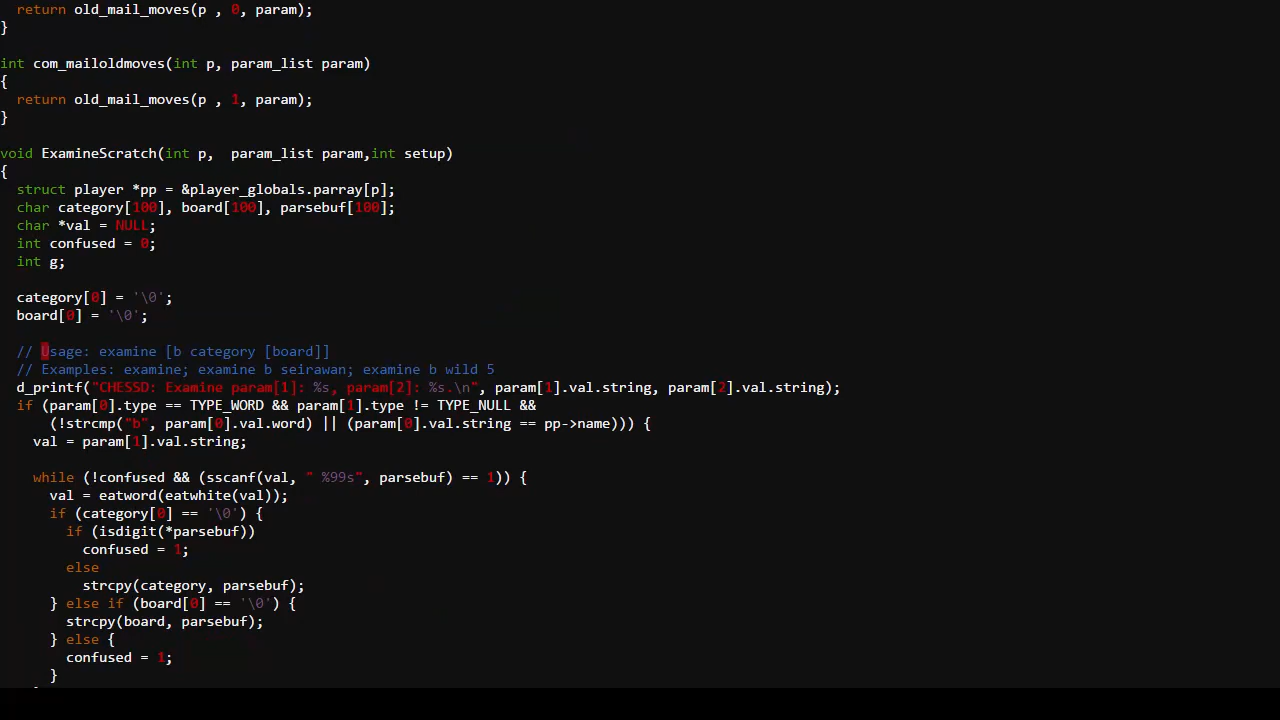 return old_mail_moves(p , 0, param);
}

int com_mailoldmoves(int p, param_list param)
{
  return old_mail_moves(p , 1, param);
}

void ExamineScratch(int p,  param_list param,int setup)
{
  struct player *pp = &player_globals.parray[p];
  char category[100], board[100], parsebuf[100];
  char *val = NULL;
  int confused = 0;
  int g;

  category[0] = '\0';
  board[0] = '\0';

  // Usage: examine [b category [board]]
  // Examples: examine; examine b seirawan; examine b wild 5
  d_printf("CHESSD: Examine param[1]: %s, param[2]: %s.\n", param[1].val.string, param[2].val.string);
  if (param[0].type == TYPE_WORD && param[1].type != TYPE_NULL &&
      (!strcmp("b", param[0].val.word) || (param[0].val.string == pp->name))) {
    val = param[1].val.string;

    while (!confused && (sscanf(val, " %99s", parsebuf) == 1)) {
      val = eatword(eatwhite(val));
      if (category[0] == '\0') {
        if (isdigit(*parsebuf))
          confused = 1;
        else
          strcpy(category, parsebuf);
      } else if (board[0] == '\0') {
        strcpy(board, parsebuf);
      } else {
        confused = 1;
      }